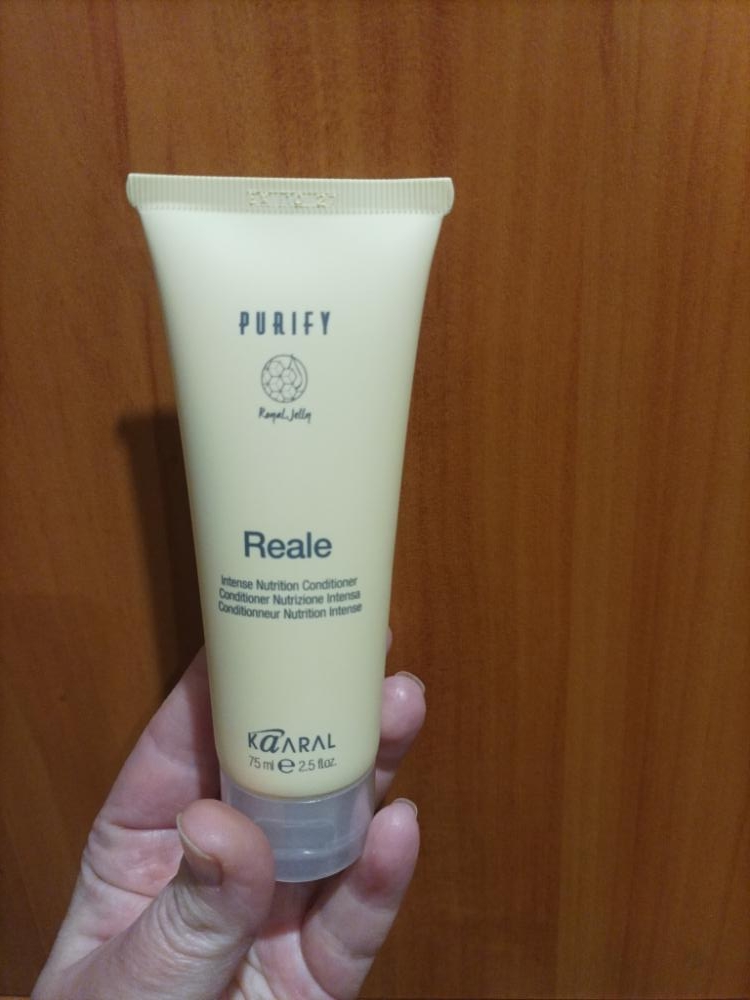 PURIFY
Royal Jelly
Reale
Intense Nutrition Conditioner
Conditioner Nutrizione Intensa
Conditionneur Nutrition Intense
KaARAL
75 ml e 2.5 fl.oz.